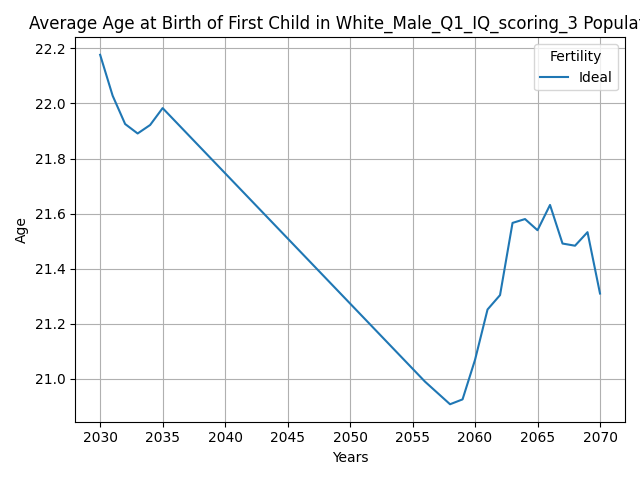 Average Age at Birth of First Child in White_Male_Q1_IQ_scoring_3
22.2
22.0
21.8
21.6
21.4
21.2
21.0
Age
Fertility
Ideal
2030 2035 2040 2045 2050 2055 2060 2065 2070
Years